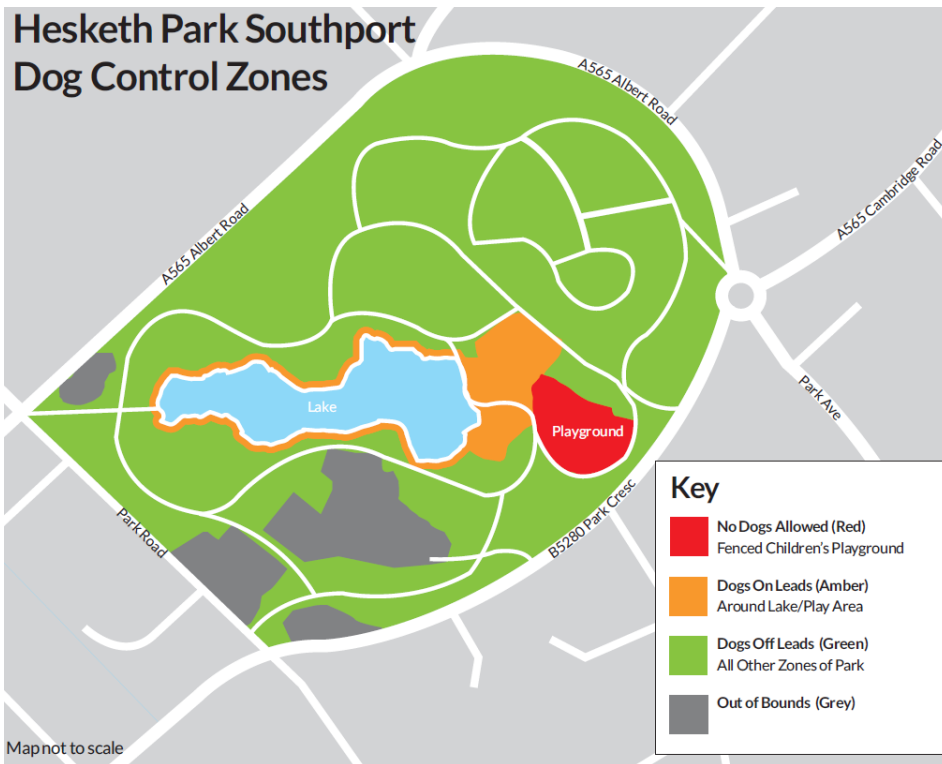 Hesketh Park Southport
Dog Control Zones
A565 Albert Road
A565 Cambridge Road
A565 Albert Road
Park Ave
Lake
Playground
Park Road
B5280 Park Cresc
Key
No Dogs Allowed (Red)
Fenced Children's Playground
Dogs On Leads (Amber)
Around Lake/Play Area
Dogs Off Leads (Green)
All Other Zones of Park
Out of Bounds (Grey)
Map not to scale